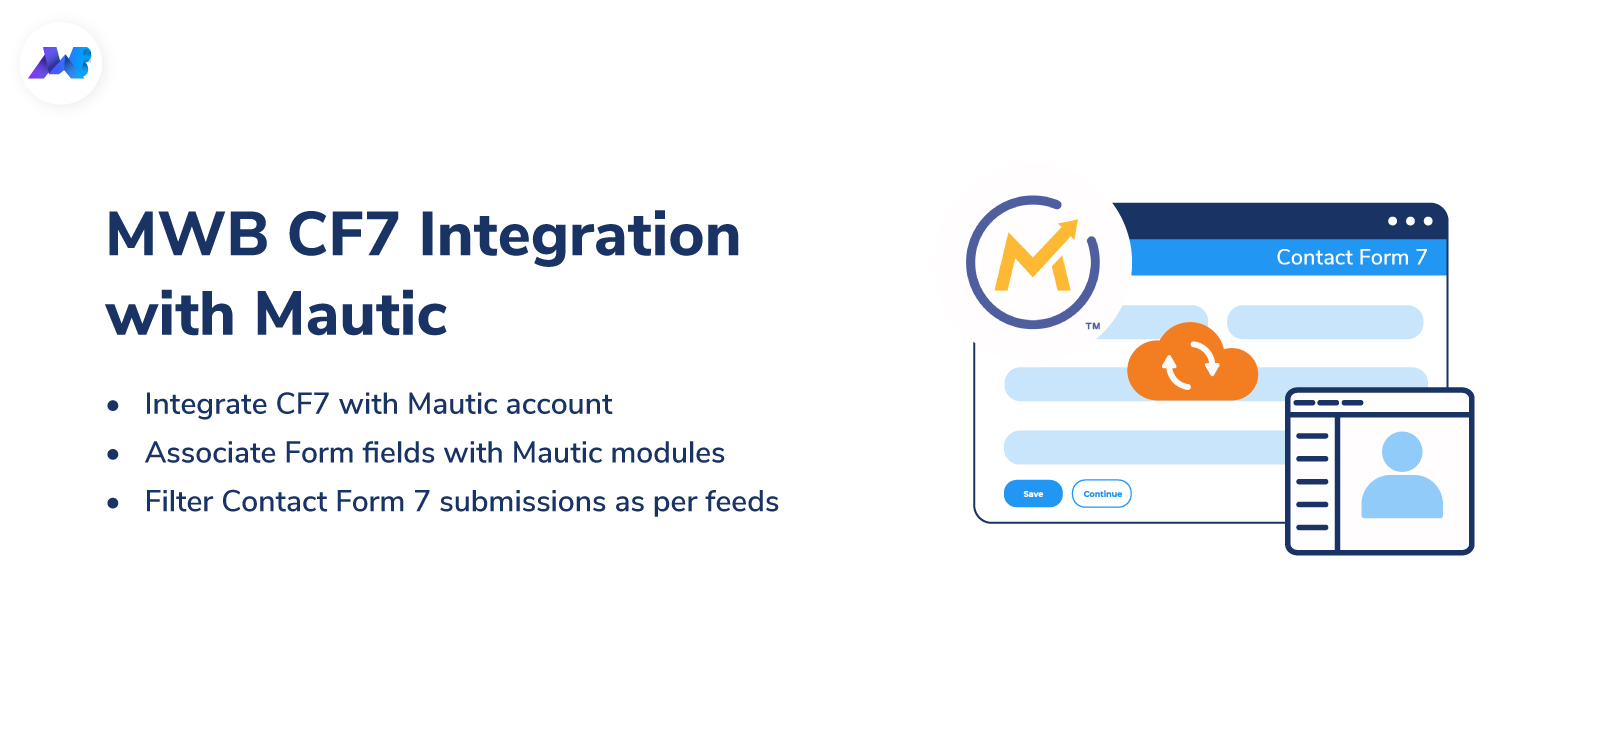 MWB
MWB CF7 Integration
with Mautic
• Integrate CF7 with Mautic account
• Associate Form fields with Mautic modules
• Filter Contact Form 7 submissions as per feeds
M
TM
Contact Form 7
Save
Continue